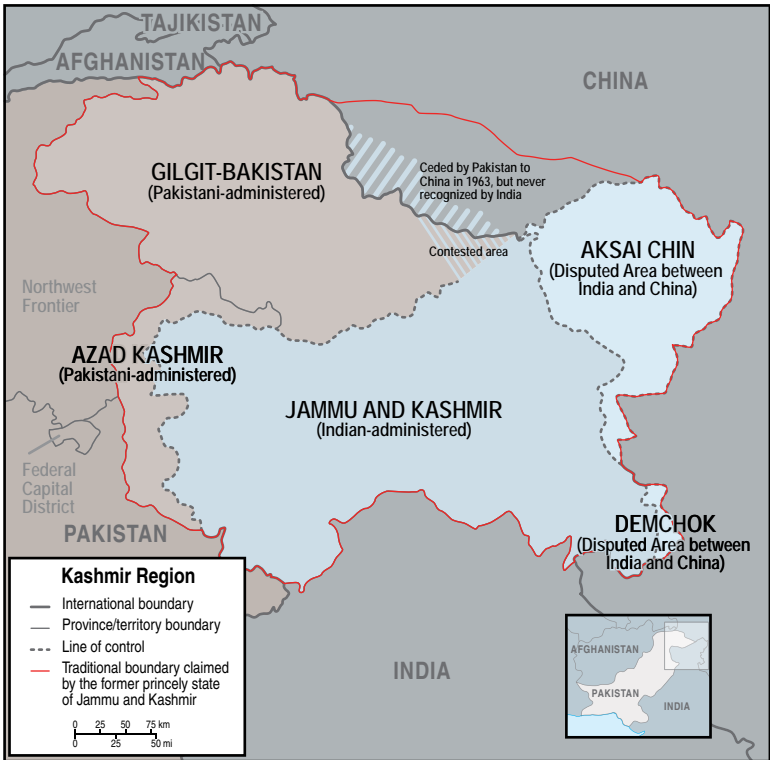 TAJIKISTAN
AFGHANISTAN
CHINA
GILGIT-BAKISTAN
(Pakistani-administered)
Ceded by Pakistan to
China in 1963, but never
recognized by India
Contested area
AKSAI CHIN
(Disputed Area between
India and China)
Northwest
Frontier
AZAD KASHMIR
(Pakistani-administered)
JAMMU AND KASHMIR
(Indian-administered)
Federal
Capital
District
PAKISTAN
DEMCHOK
(Disputed Area between
India and China)
INDIA
Kashmir Region
International boundary
Province/territory boundary
Line of control
Traditional boundary claimed
by the former princely state
of Jammu and Kashmir
0 25 50 75 km
0 25 50 mi
AFGHANISTAN
PAKISTAN
INDIA